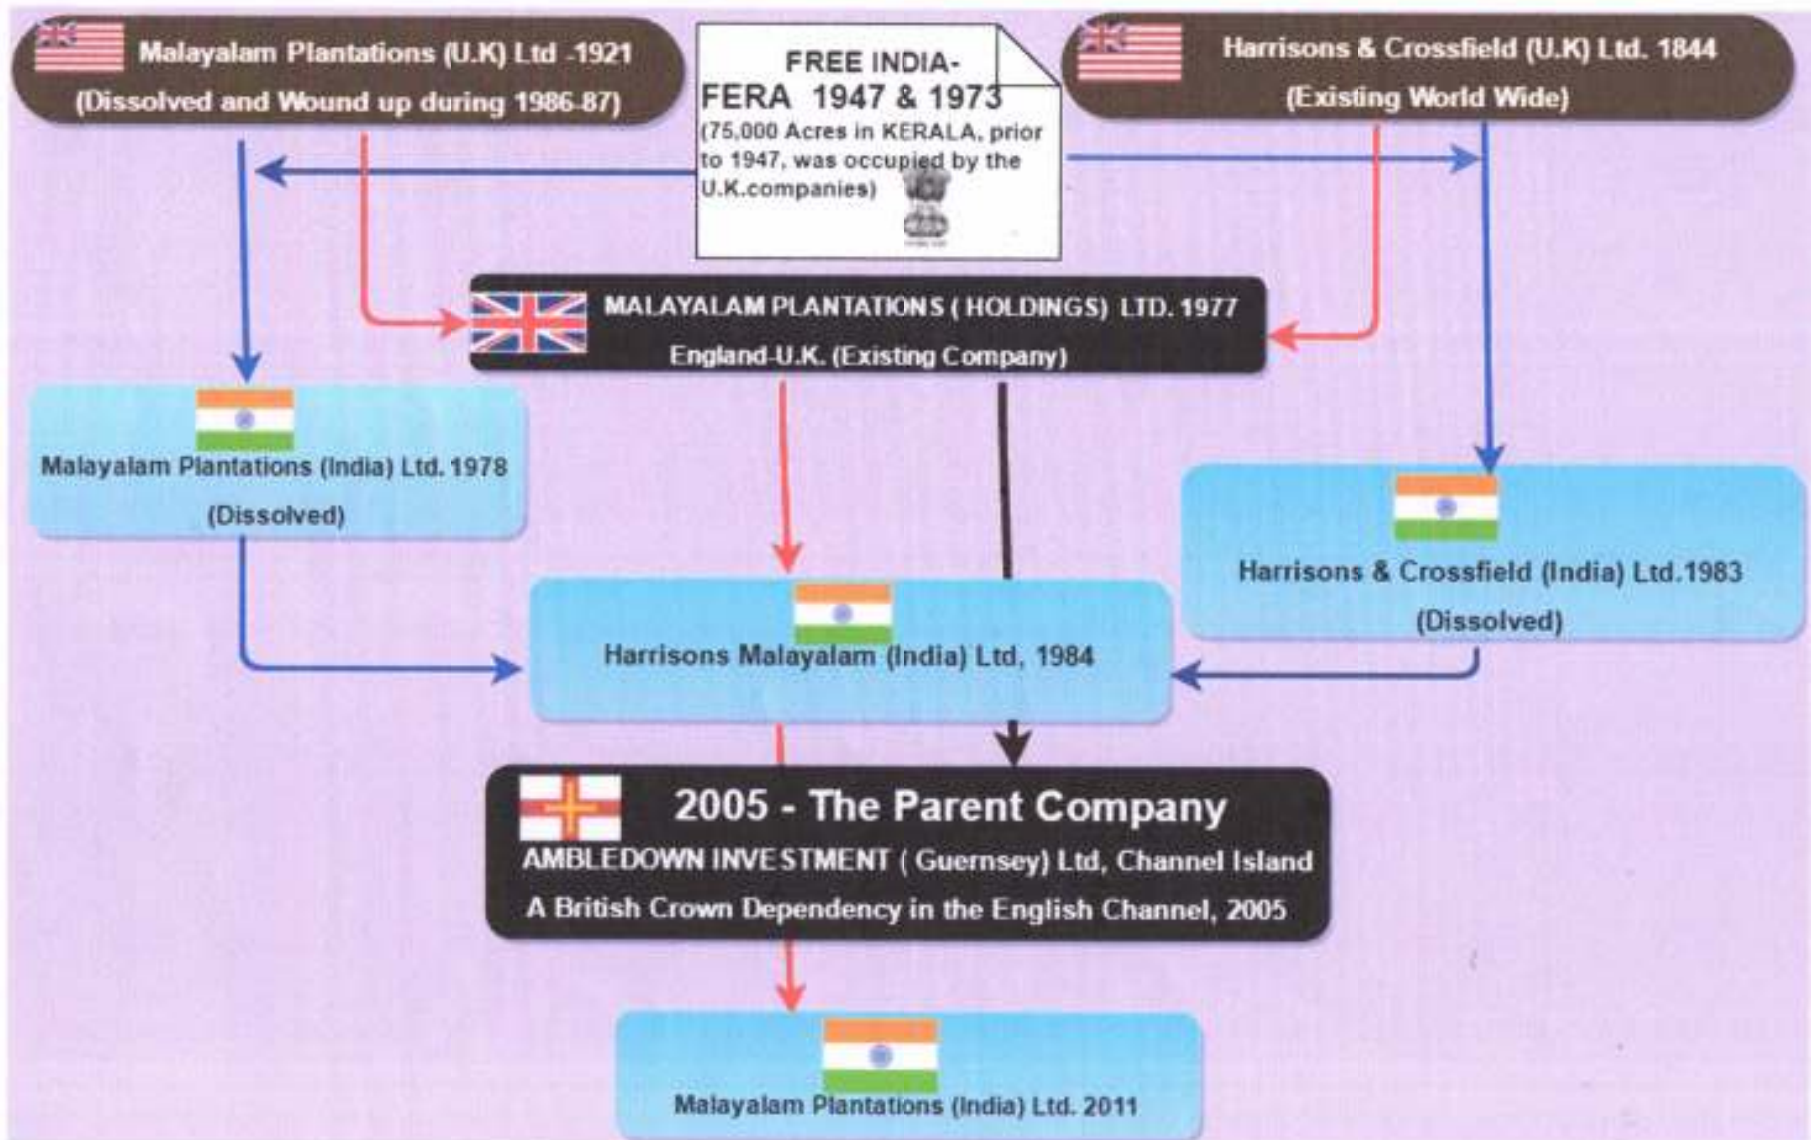 Malayalam Plantations (U.K) Ltd -1921
(Dissolved and Wound up during 1986-87)
FREE INDIA-
FERA 1947 & 1973
(75,000 Acres in KERALA, prior
to 1947, was occupied by the
U.K.companies)
Harrisons & Crossfield (U.K) Ltd. 1844
(Existing World Wide)
MALAYALAM PLANTATIONS ( HOLDINGS) LTD. 1977
England-U.K. (Existing Company)
Malayalam Plantations (India) Ltd. 1978
(Dissolved)
Harrisons & Crossfield (India) Ltd.1983
(Dissolved)
Harrisons Malayalam (India) Ltd, 1984
2005 - The Parent Company
AMBLEDOWN INVESTMENT ( Guernsey) Ltd, Channel Island
A British Crown Dependency in the English Channel, 2005
Malayalam Plantations (India) Ltd. 2011